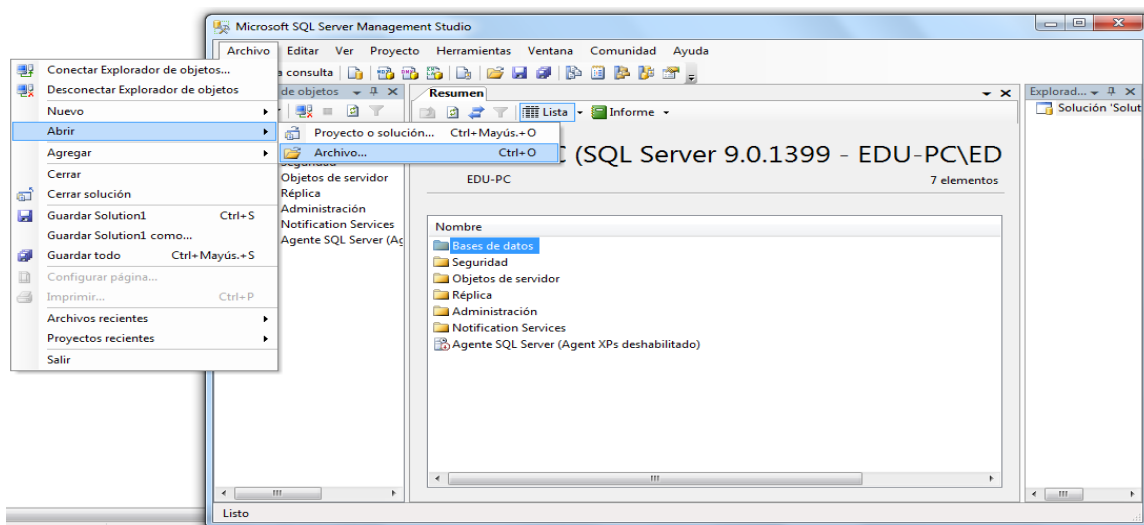 Microsoft SQL Server Management Studio
Archivo Editar Ver Proyecto Herramientas Ventana Comunidad Ayuda
Conectar Explorador de objetos...
Desconectar Explorador de objetos
Nuevo
Abrir
Agregar
Cerrar
Cerrar solución
Guardar Solution1 Ctrl+S
Guardar Solution1 como...
Guardar todo Ctrl+Mayús.+S
Configurar página...
Imprimir... Ctrl+P
Archivos recientes
Proyectos recientes
Salir
consulta
de objetos
Proyecto o solución... Ctrl+Mayús.+O
Archivo... Ctrl+O
Seguridad
Objetos de servidor
Réplica
Administración
Notification Services
Agente SQL Server (Ag
Resumen
Lista Informe
(SQL Server 9.0.1399 - EDU-PC\ED
EDU-PC 7 elementos
Nombre
Bases de datos
Seguridad
Objetos de servidor
Réplica
Administración
Notification Services
Agente SQL Server (Agent XPs deshabilitado)
Explorad...
Solución 'Solut
Listo